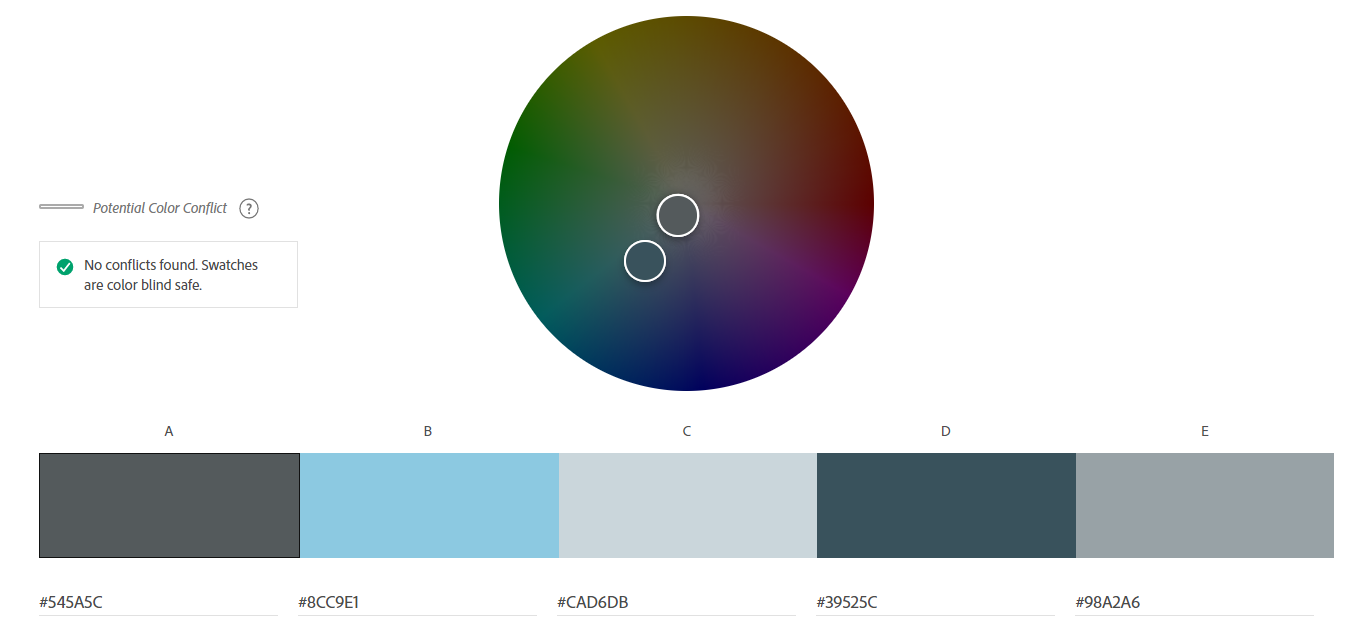 Potential Color Conflict ?
No conflicts found. Swatches
are color blind safe.
A B C D E
#545A5C #8CC9E1 #CAD6DB #39525C #98A2A6